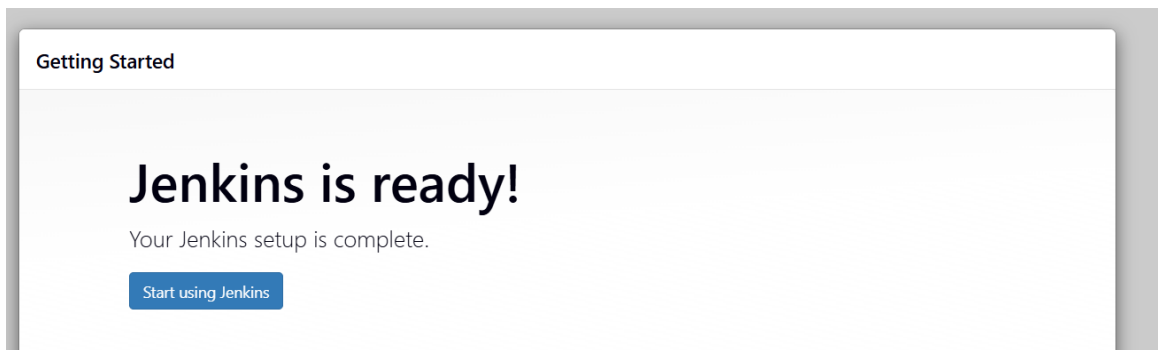 Getting Started
Jenkins is ready!
Your Jenkins setup is complete.
Start using Jenkins